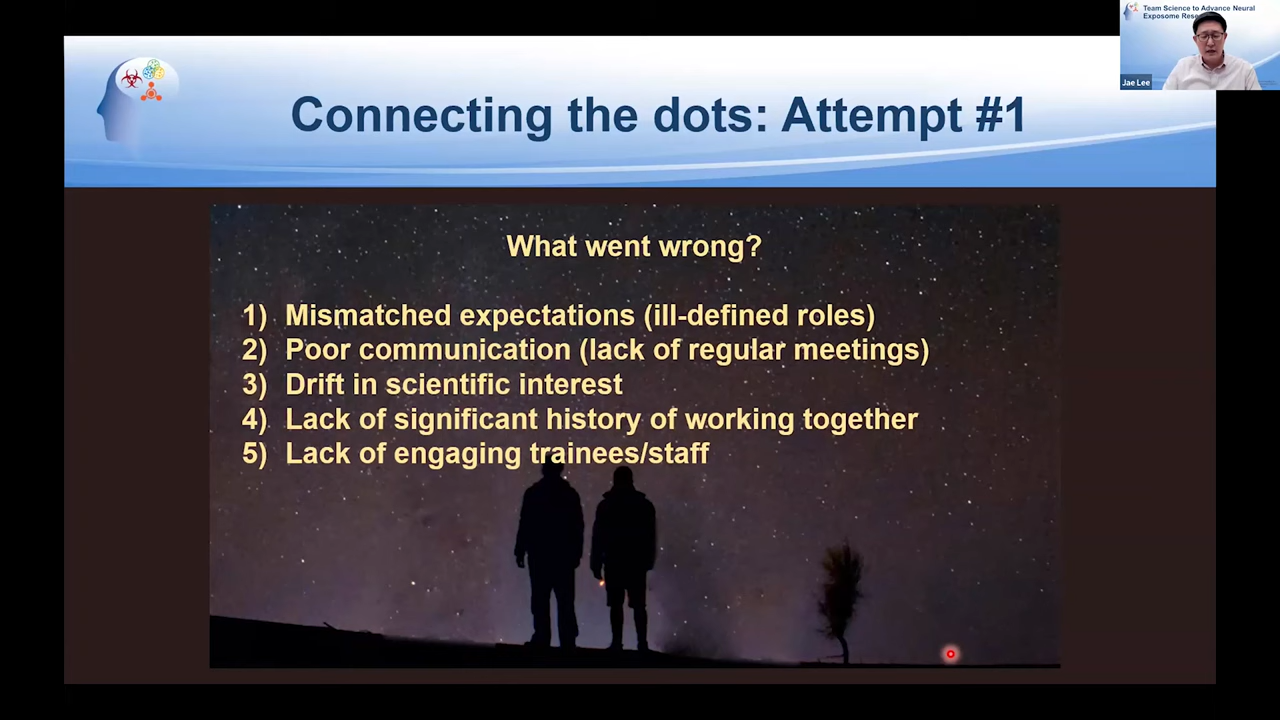 Team Science to Advance Neural
Exposome Rese
Jae Lee
Connecting the dots: Attempt #1
What went wrong?
1) Mismatched expectations (ill-defined roles)
2) Poor communication (lack of regular meetings)
3) Drift in scientific interest
4) Lack of significant history of working together
5) Lack of engaging trainees/staff